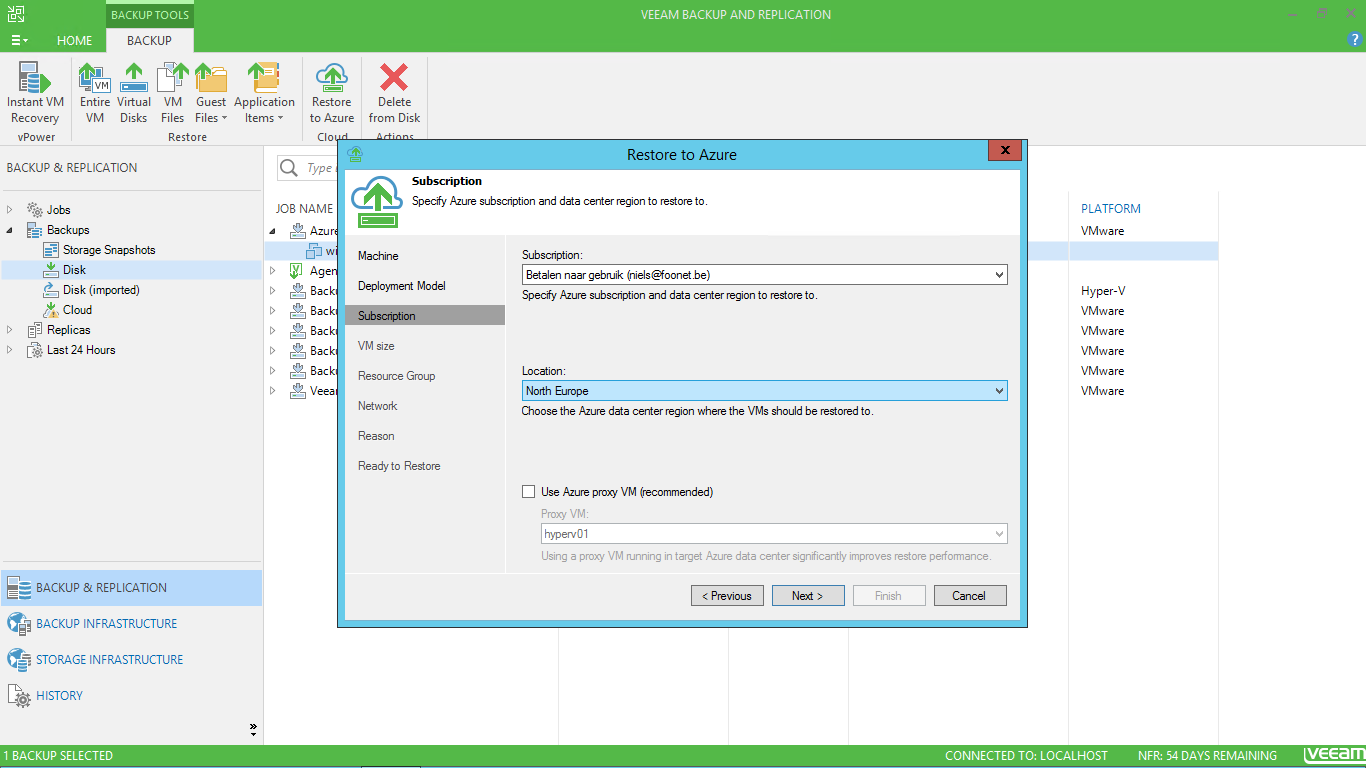 BACKUP TOOLS
VEEAM BACKUP AND REPLICATION
HOME
BACKUP
Instant VM
Recovery
Entire
VM
Virtual
Disks
VM
Files
Guest
Files
Application
Items
Restore
to Azure
Delete
from Disk
vPower
Restore
Cloud
Actions
BACKUP & REPLICATION
Jobs
Backups
Storage Snapshots
Disk
Disk (imported)
Cloud
Replicas
Last 24 Hours
BACKUP & REPLICATION
BACKUP INFRASTRUCTURE
STORAGE INFRASTRUCTURE
HISTORY
Type
JOB NAME
PLATFORM
Azure
VMware
wi
Agen
Backu
Hyper-V
Backu
VMware
Backu
VMware
Backu
VMware
Backu
VMware
Veear
VMware
Restore to Azure
X
Subscription
Specify Azure subscription and data center region to restore to.
Machine
Deployment Model
Subscription
VM size
Resource Group
Network
Reason
Ready to Restore
Subscription:
Betalen naar gebruik (niels@foonet.be)
Specify Azure subscription and data center region to restore to.
Location:
North Europe
Choose the Azure data center region where the VMs should be restored to.
Use Azure proxy VM (recommended)
Proxy VM:
hyperv01
Using a proxy VM running in target Azure data center significantly improves restore performance.
< Previous
Next >
Finish
Cancel
1 BACKUP SELECTED
CONNECTED TO: LOCALHOST
NFR: 54 DAYS REMAINING
veeam